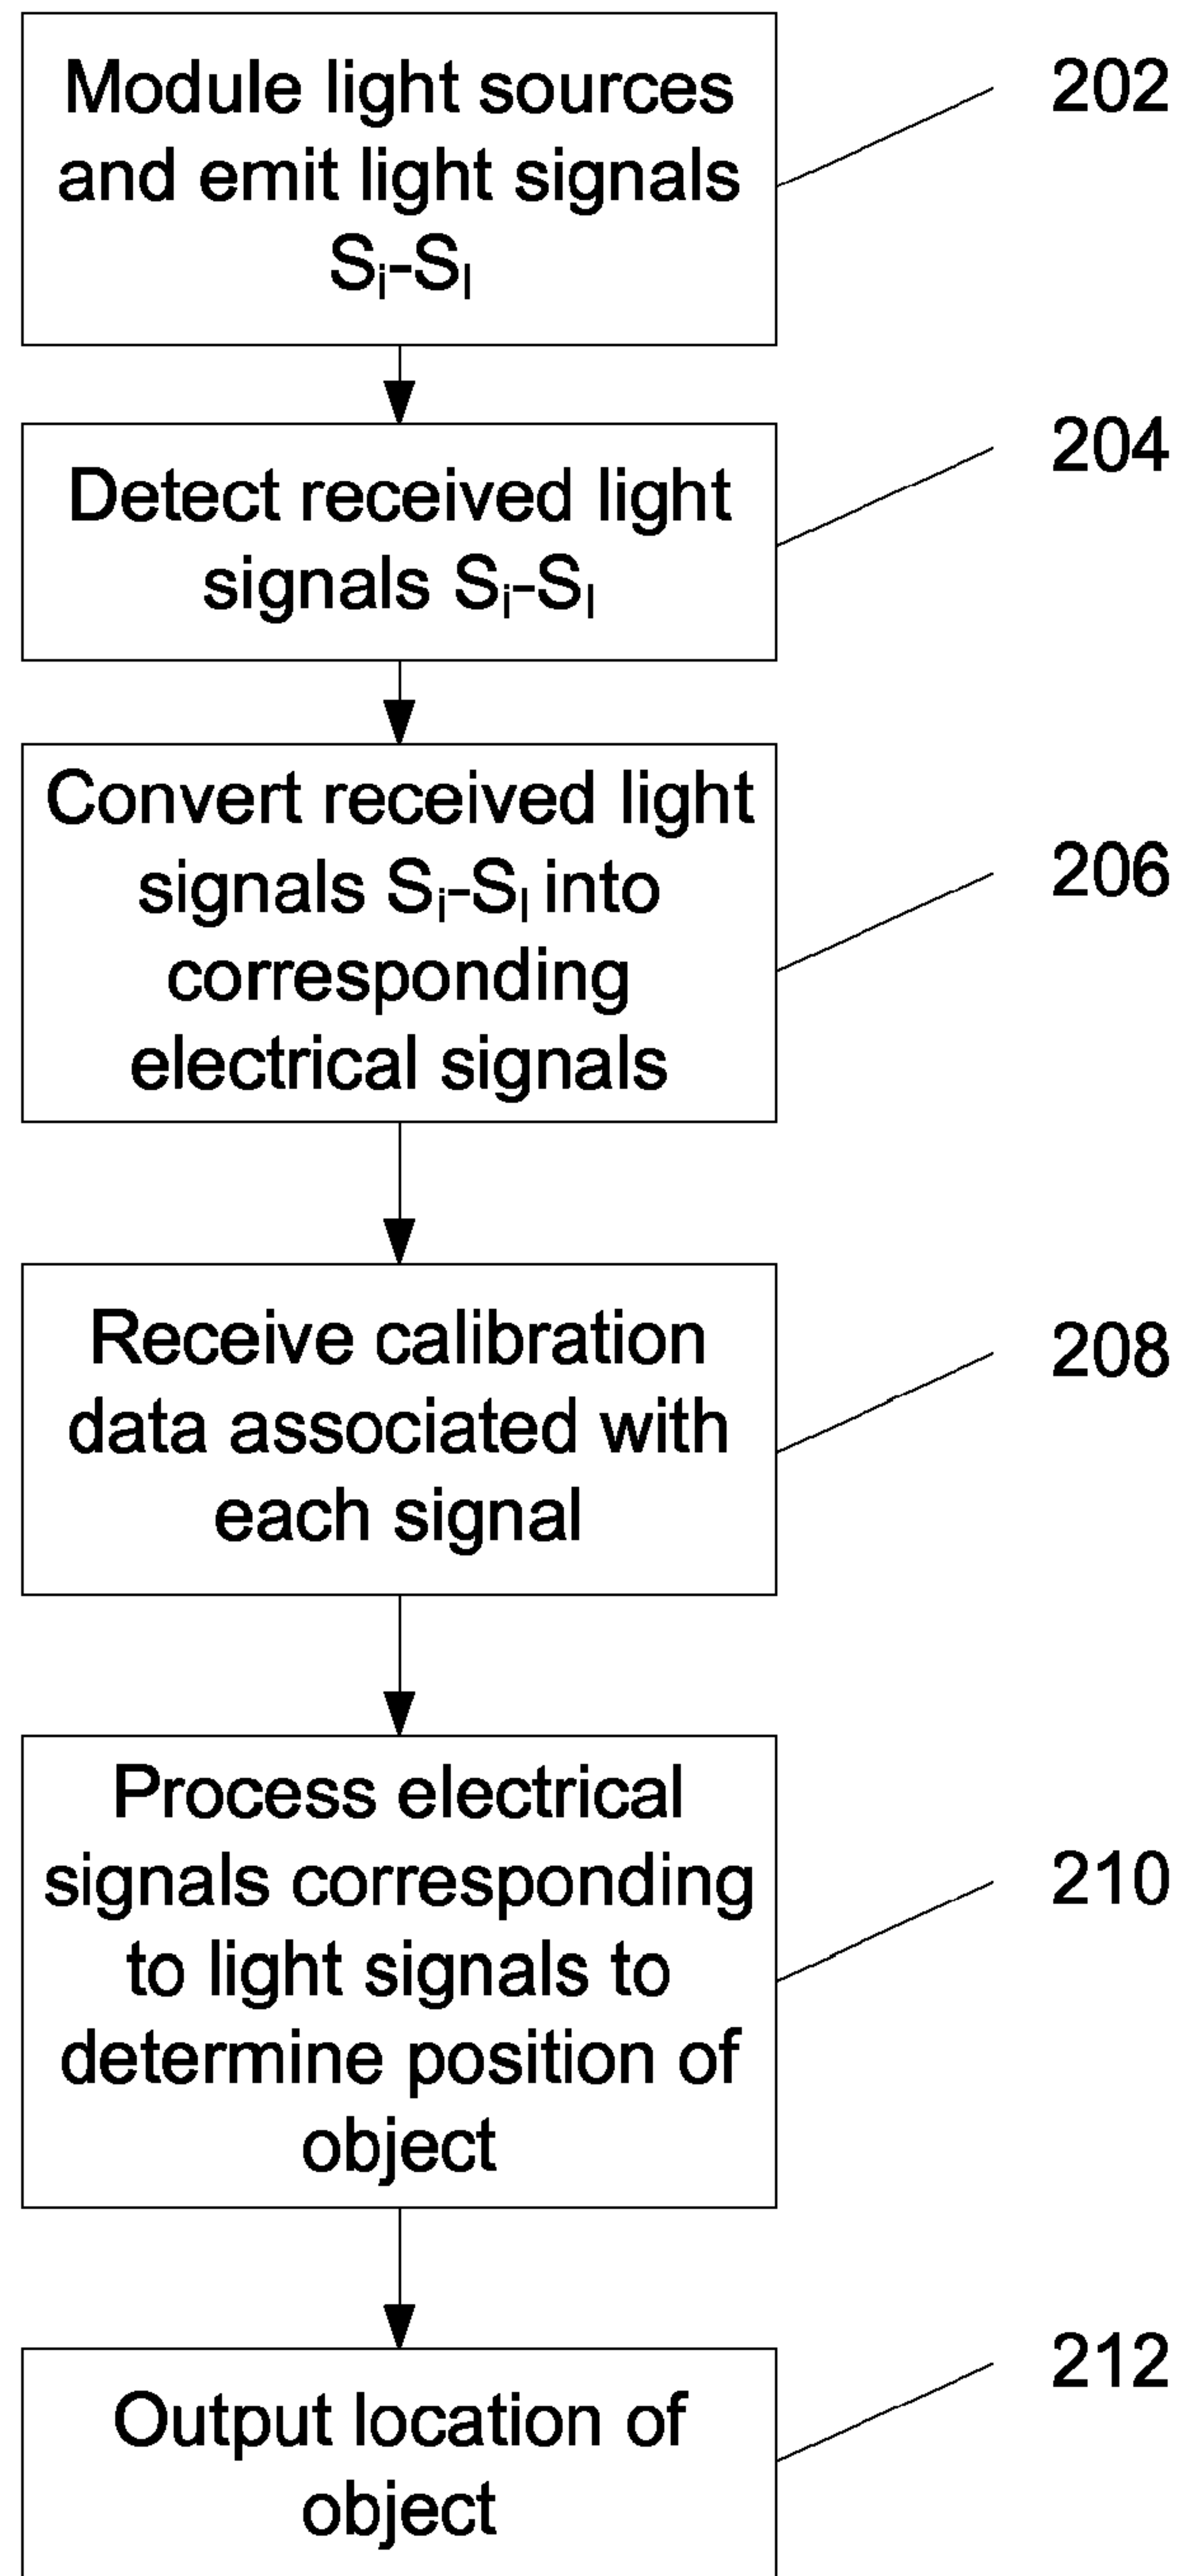 Module light sources
and emit light signals
Sᵢ-Sₗ
202
Detect received light
signals Sᵢ-Sₗ
204
Convert received light
signals Sᵢ-Sₗ into
corresponding
electrical signals
206
Receive calibration
data associated with
each signal
208
Process electrical
signals corresponding
to light signals to
determine position of
object
210
Output location of
object
212